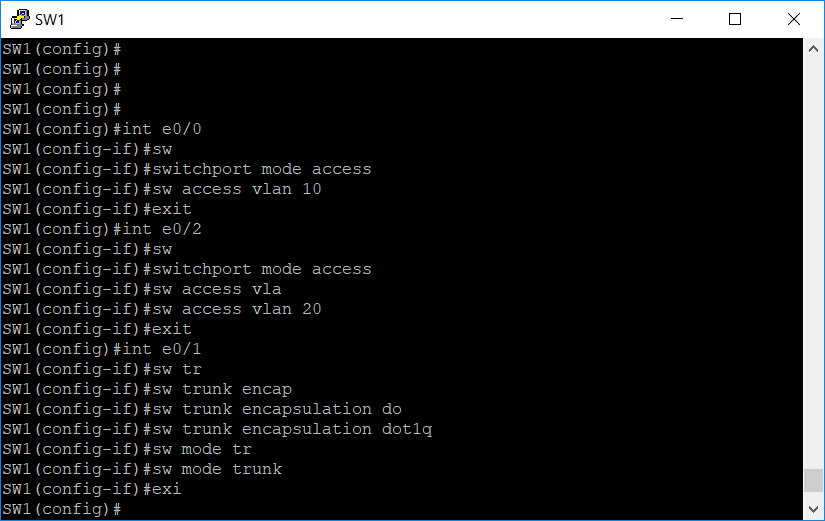 SW1
SW1(config)#
SW1(config)#
SW1(config)#
SW1(config)#
SW1(config)#int e0/0
SW1(config-if)#sw
SW1(config-if)#switchport mode access
SW1(config-if)#sw access vlan 10
SW1(config-if)#exit
SW1(config)#int e0/2
SW1(config-if)#sw
SW1(config-if)#switchport mode access
SW1(config-if)#sw access vla
SW1(config-if)#sw access vlan 20
SW1(config-if)#exit
SW1(config)#int e0/1
SW1(config-if)#sw tr
SW1(config-if)#sw trunk encap
SW1(config-if)#sw trunk encapsulation do
SW1(config-if)#sw trunk encapsulation dot1q
SW1(config-if)#sw mode tr
SW1(config-if)#sw mode trunk
SW1(config-if)#exi
SW1(config)#